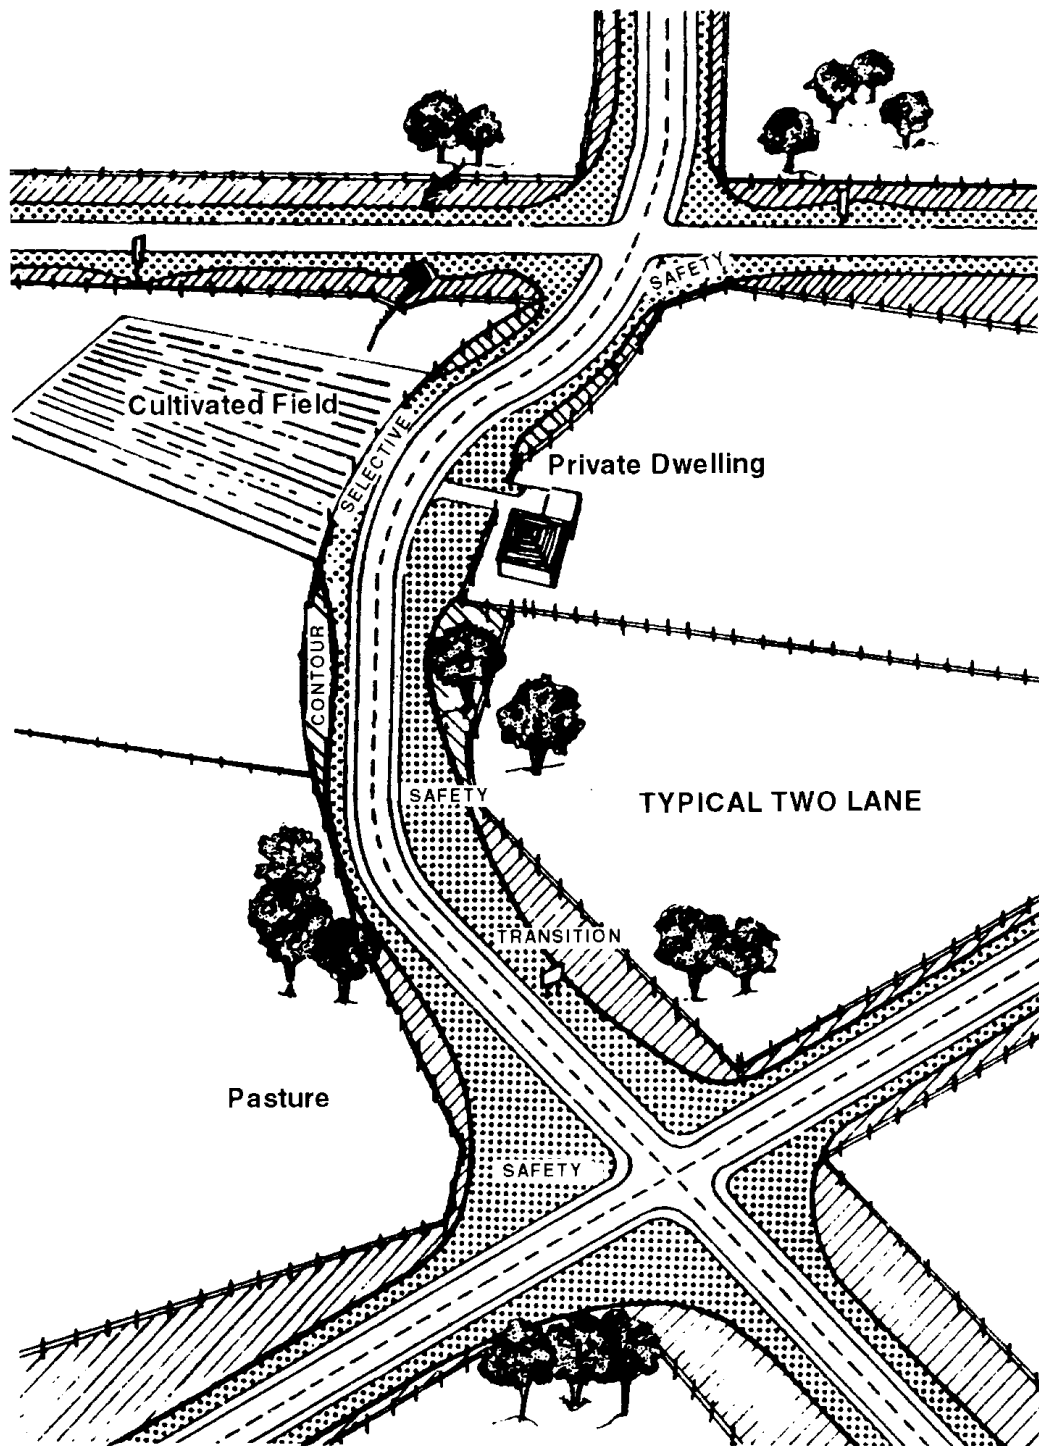 SAFETY
Cultivated Field
SELECTIVE
Private Dwelling
CONTOUR
SAFETY
TYPICAL TWO LANE
TRANSITION
Pasture
SAFETY